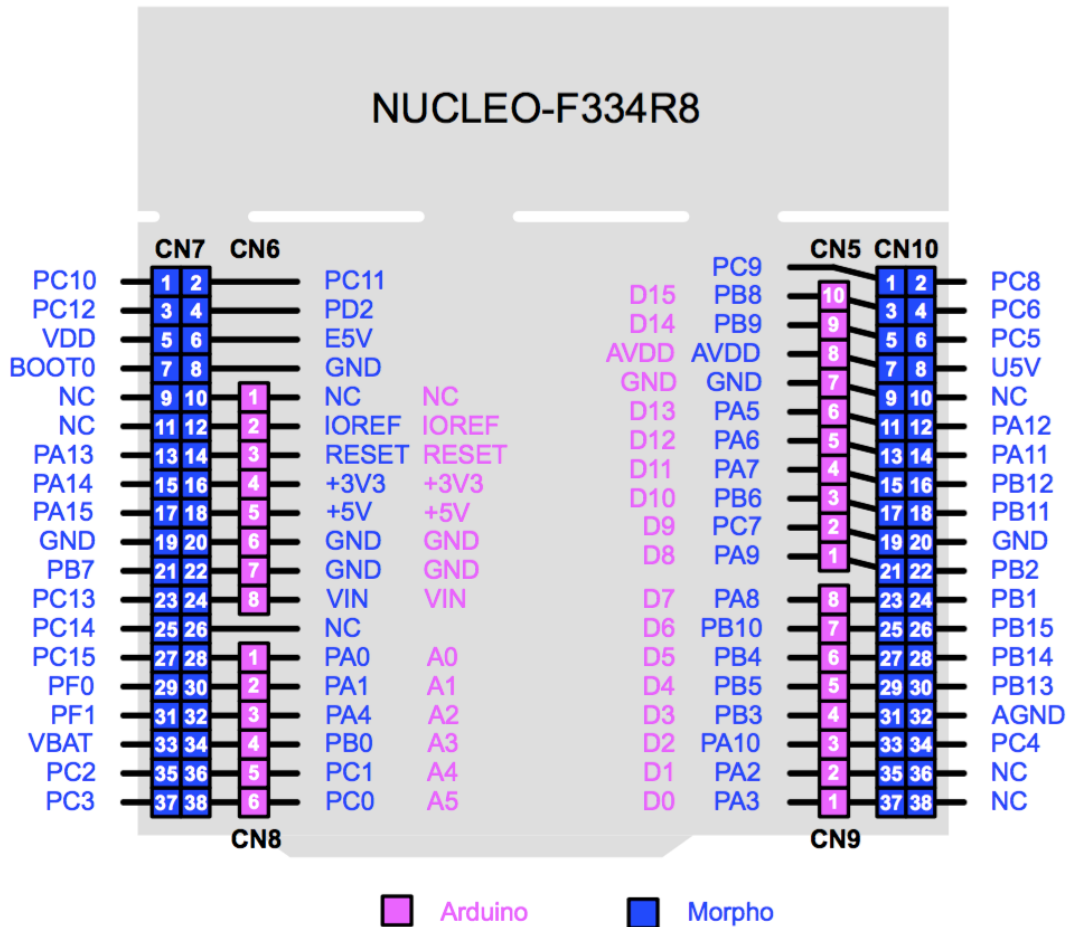 NUCLEO-F334R8
CN7 CN6 CN5 CN10
PC9
PC10 1 2 PC11 1 2 PC8
D15 PB8 10
PC12 3 4 PD2 3 4 PC6
D14 PB9 9
VDD 5 6 E5V 5 6 PC5
AVDD AVDD 8
BOOT0 7 8 GND 7 8 U5V
GND GND 7
NC 9 10 1 NC NC 9 10 NC
D13 PA5 6
NC 11 12 2 IOREF IOREF 11 12 PA12
D12 PA6 5
PA13 13 14 3 RESET RESET 13 14 PA11
D11 PA7 4
PA14 15 16 4 +3V3 +3V3 15 16 PB12
D10 PB6 3
PA15 17 18 5 +5V +5V 17 18 PB11
D9 PC7 2
GND 19 20 6 GND GND 19 20 GND
D8 PA9 1
PB7 21 22 7 GND GND 21 22 PB2
PC13 23 24 8 VIN VIN D7 PA8 8 23 24 PB1
PC14 25 26 NC D6 PB10 7 25 26 PB15
PC15 27 28 1 PA0 A0 D5 PB4 6 27 28 PB14
PF0 29 30 2 PA1 A1 D4 PB5 5 29 30 PB13
PF1 31 32 3 PA4 A2 D3 PB3 4 31 32 AGND
VBAT 33 34 4 PB0 A3 D2 PA10 3 33 34 PC4
PC2 35 36 5 PC1 A4 D1 PA2 2 35 36 NC
PC3 37 38 6 PC0 A5 D0 PA3 1 37 38 NC
CN8 CN9
Arduino Morpho